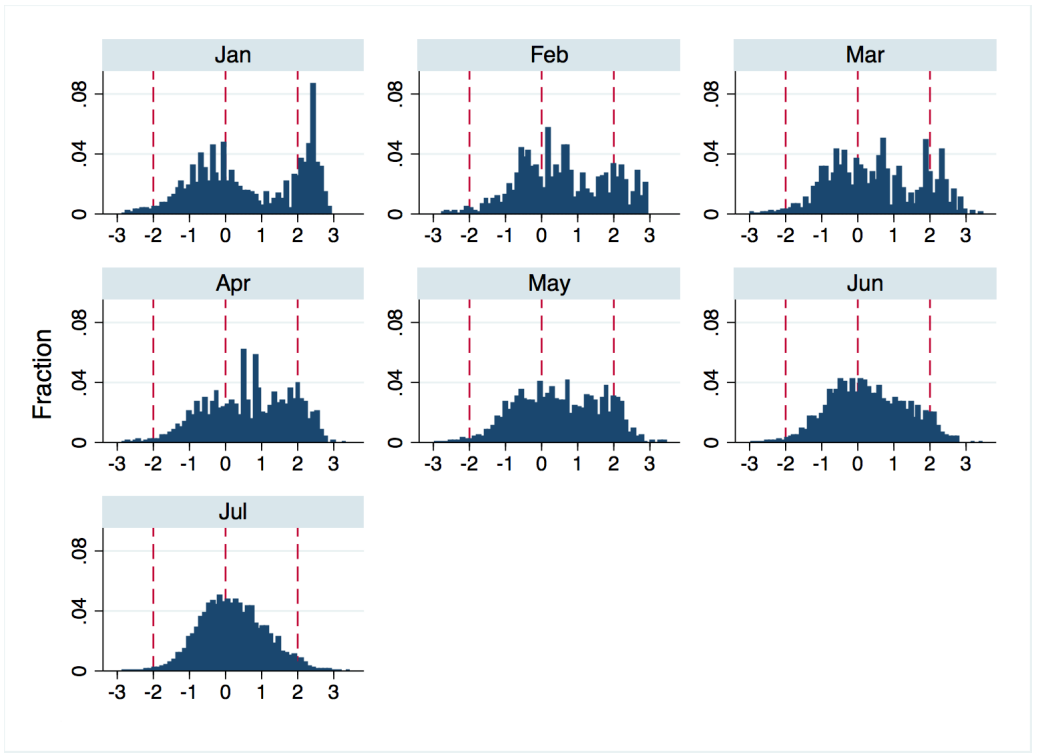 Jan Feb Mar
.08 .08 .08
.04 .04 .04
0 0 0
-3 -2 -1 0 1 2 3 -3 -2 -1 0 1 2 3 -3 -2 -1 0 1 2 3
Apr May Jun
.08 .08 .08
.04 .04 .04
0 0 0
-3 -2 -1 0 1 2 3 -3 -2 -1 0 1 2 3 -3 -2 -1 0 1 2 3
Fraction
Jul
.08
.04
0
-3 -2 -1 0 1 2 3